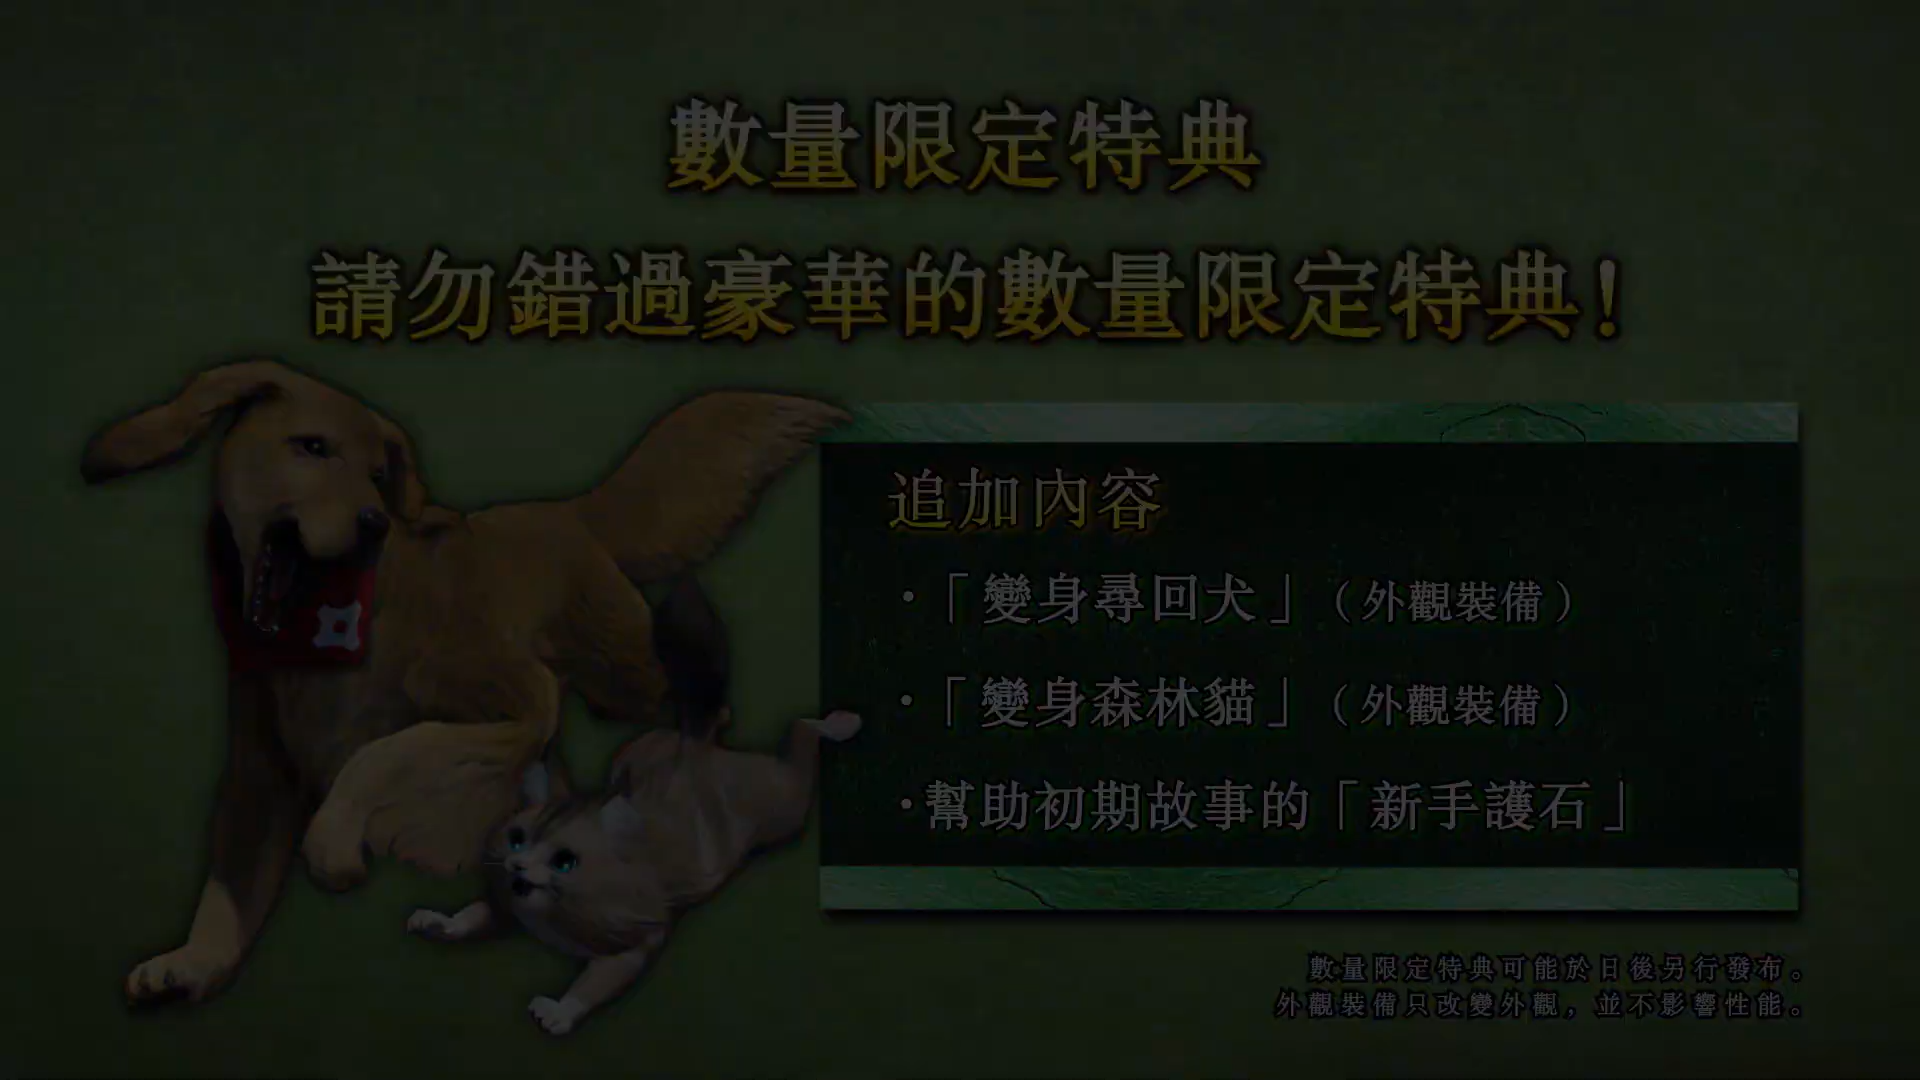 數量限定特典
請勿錯過豪華的數量限定特典！
追加內容
・「變身尋回犬」（外觀裝備）
・「變身森林貓」（外觀裝備）
・幫助初期故事的「新手護石」
數量限定特典可能於日後另行發布。
外觀裝備只改變外觀，並不影響性能。